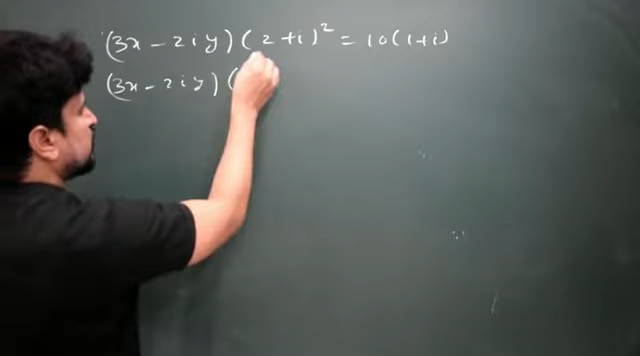 (3x - 2iy)(2+i)² = 10(1+i)
(3x - 2iy)(